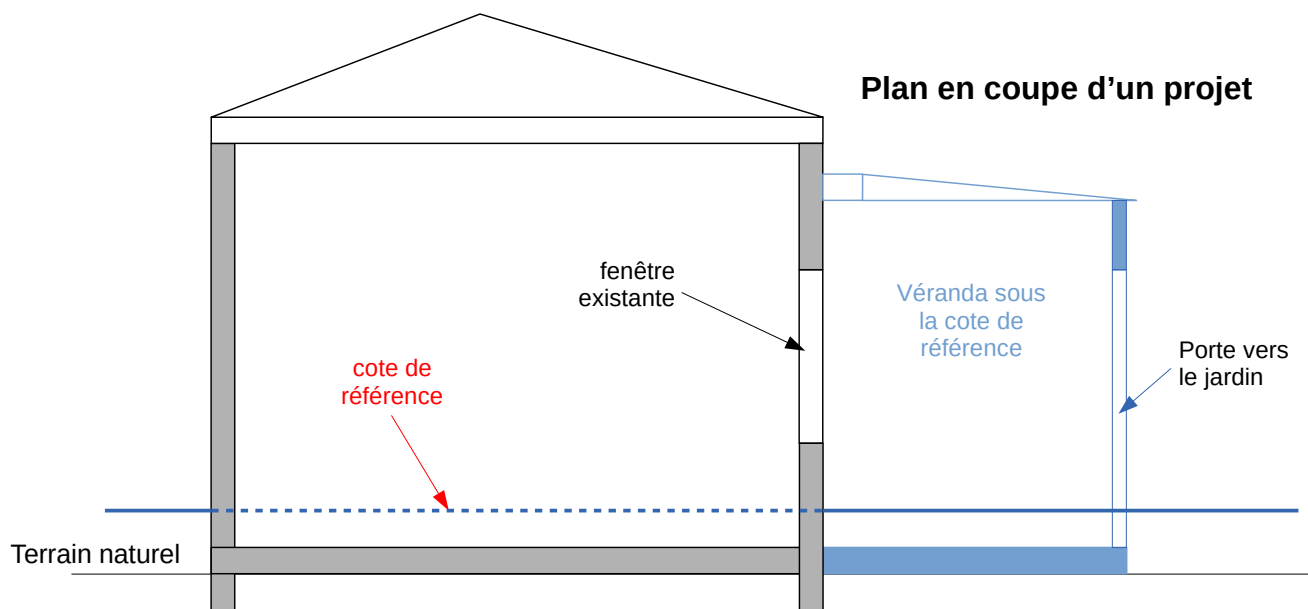 Plan en coupe d’un projet
fenêtre
existante
Véranda sous
la cote de
référence
Porte vers
le jardin
cote de
référence
Terrain naturel